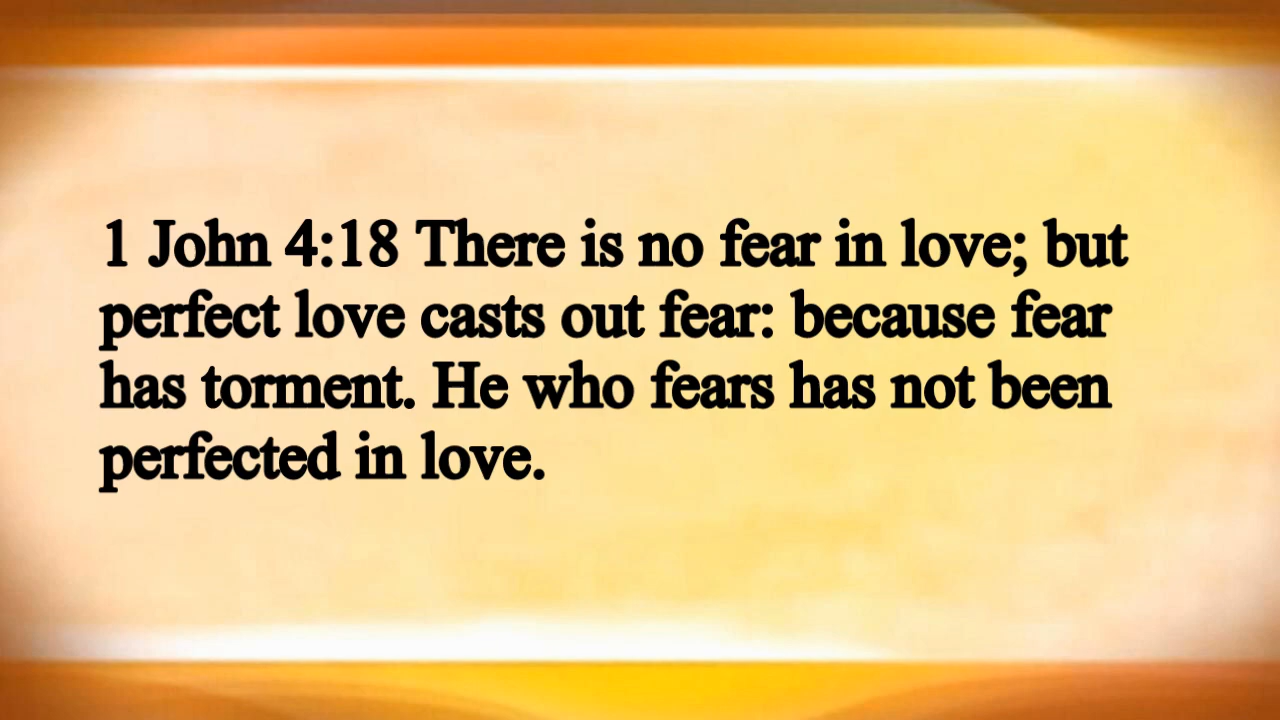 1 John 4:18 There is no fear in love; but
perfect love casts out fear: because fear
has torment. He who fears has not been
perfected in love.